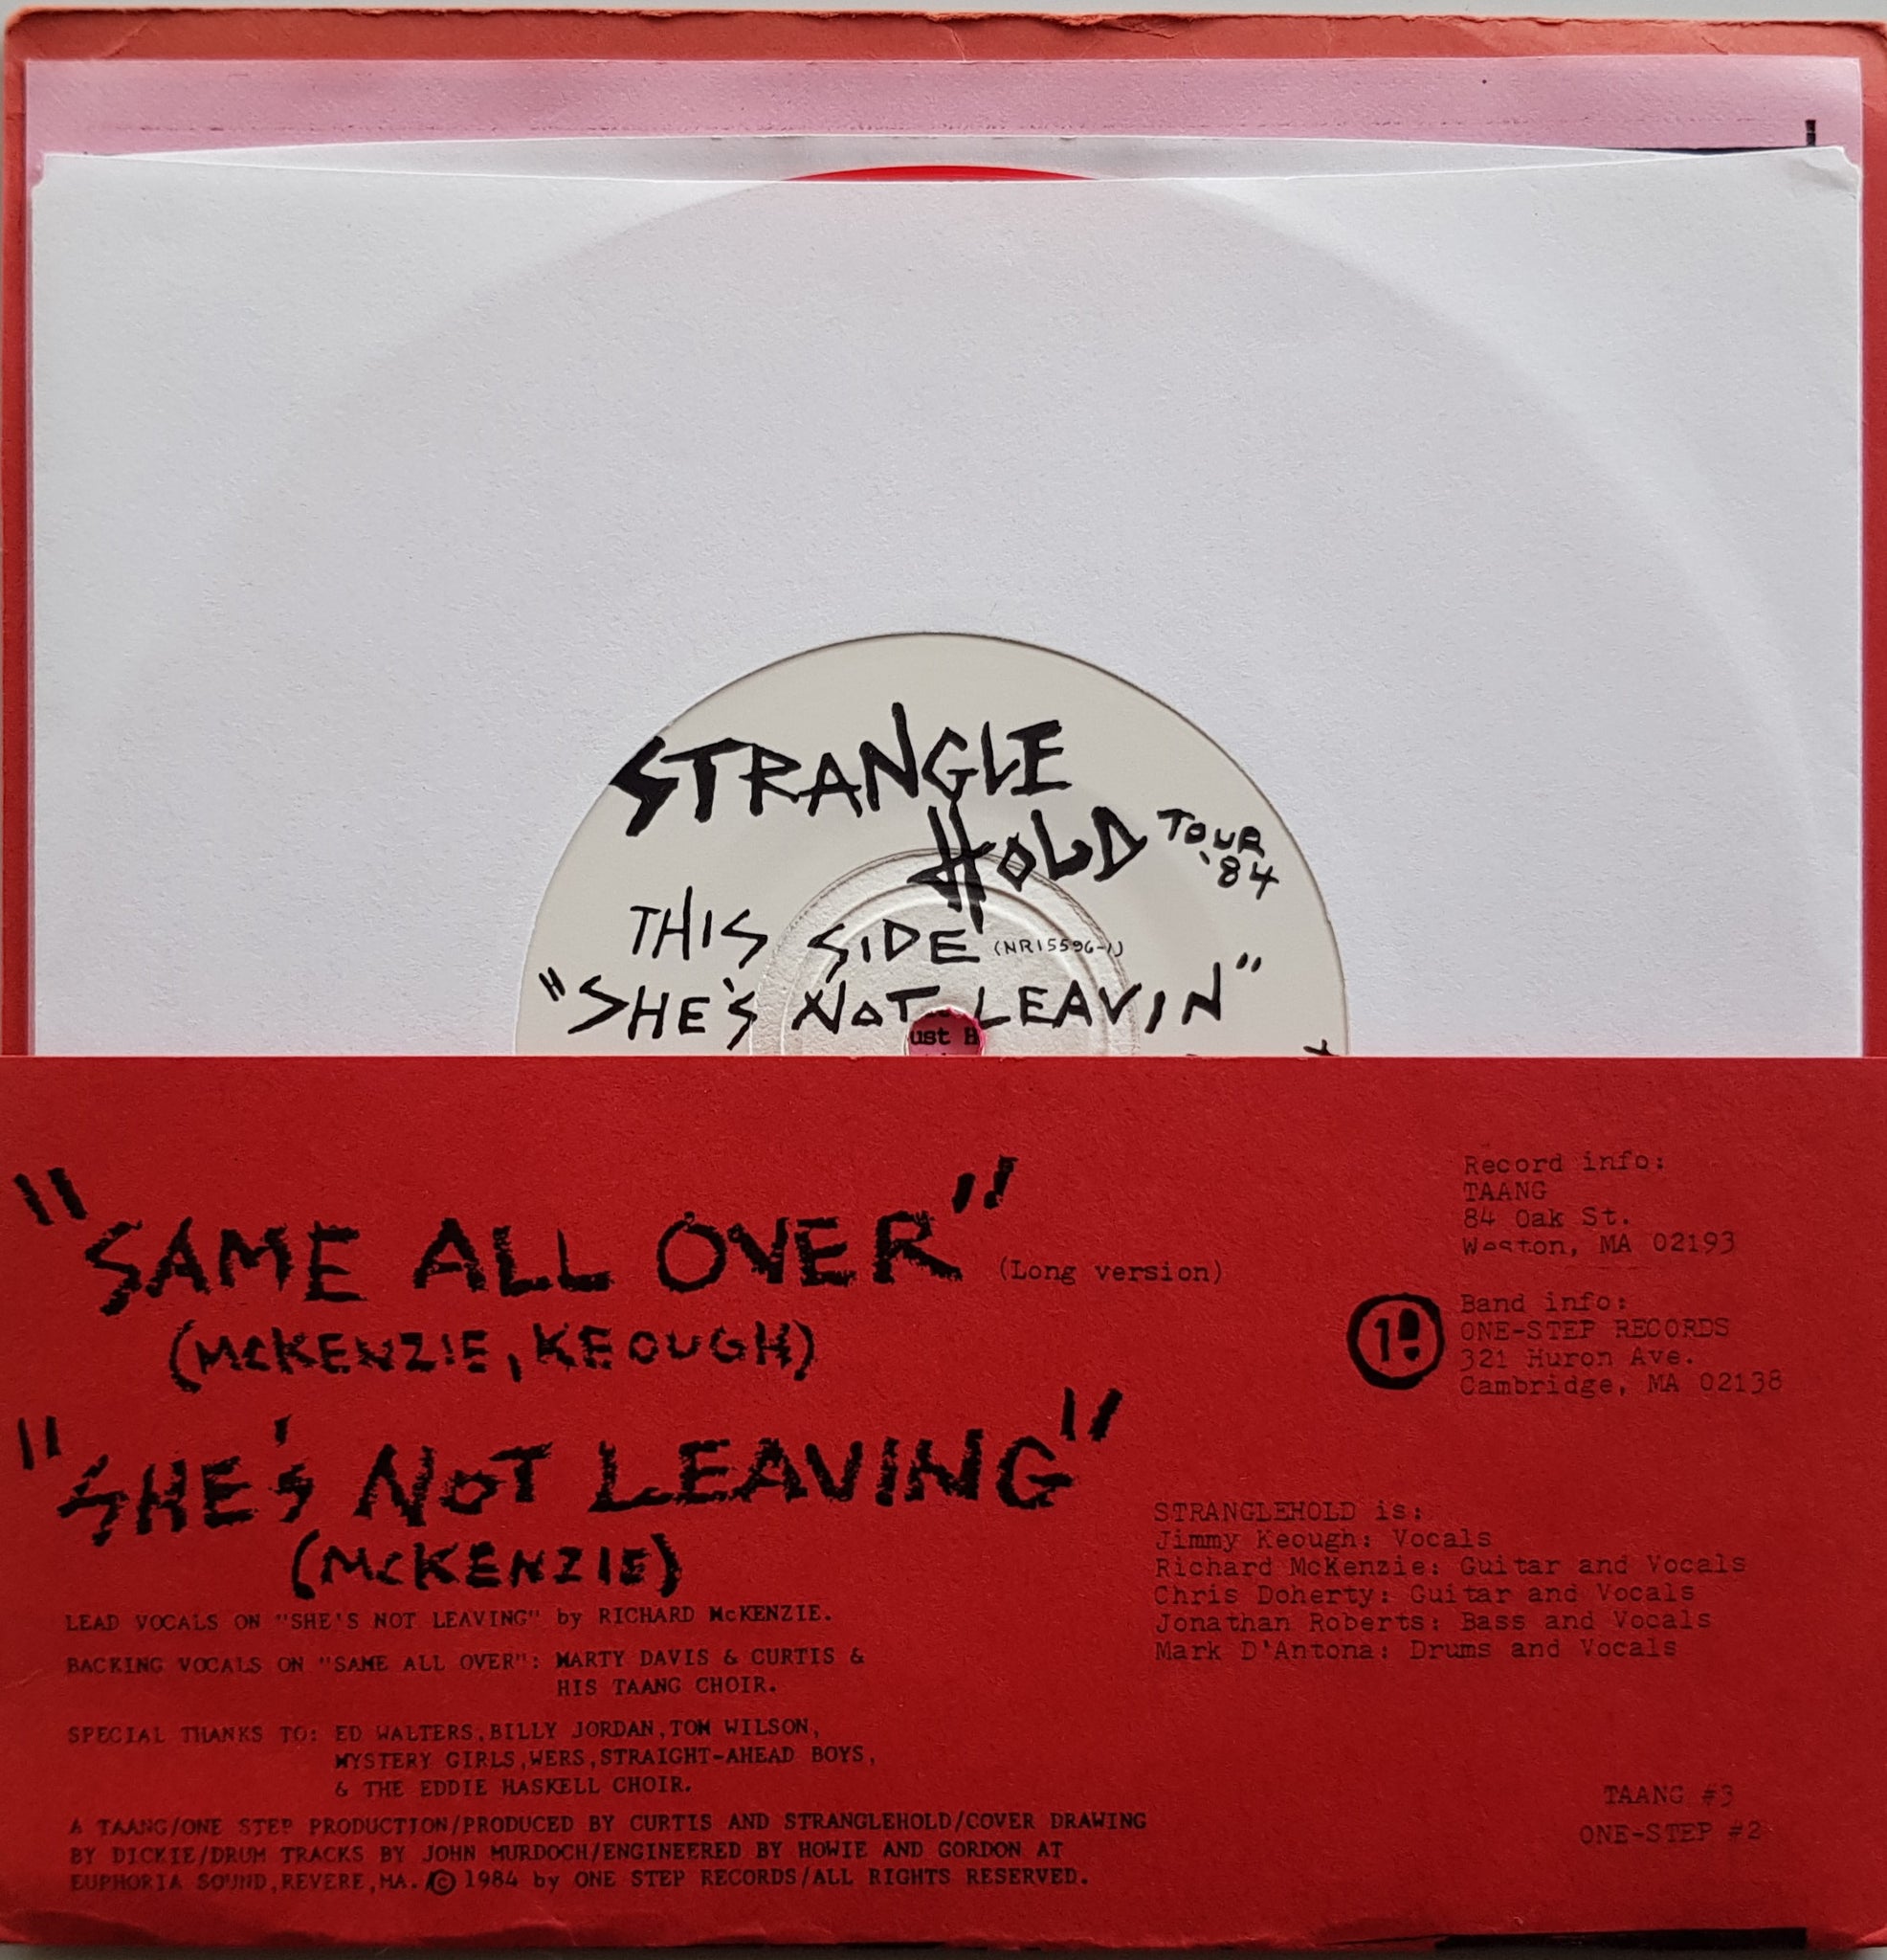 STRANGLE
HOLD TOUR '84
THIS SIDE (NR15596-1)
"SHE'S NOT LEAVIN"
ust
"SAME ALL OVER" (Long version)
(MCKENZIE, KEOUGH)
"SHE'S NOT LEAVING"
(MCKENZIE)
LEAD VOCALS ON "SHE'S NOT LEAVING" by RICHARD McKENZIE.
BACKING VOCALS ON "SAME ALL OVER": MARTY DAVIS & CURTIS &
HIS TAANG CHOIR.
SPECIAL THANKS TO: ED WALTERS,BILLY JORDAN,TOM WILSON,
MYSTERY GIRLS,WERS,STRAIGHT-AHEAD BOYS,
& THE EDDIE HASKELL CHOIR.
A TAANG/ONE STEP PRODUCTION/PRODUCED BY CURTIS AND STRANGLEHOLD/COVER DRAWING
BY DICKIE/DRUM TRACKS BY JOHN MURDOCH/ENGINEERED BY HOWIE AND GORDON AT
EUPHORIA SOUND,REVERE,MA. © 1984 by ONE STEP RECORDS/ALL RIGHTS RESERVED.
Record info:
TAANG
84 Oak St.
Weston, MA 02193
1!
Band info:
ONE-STEP RECORDS
321 Huron Ave.
Cambridge, MA 02138
STRANGLEHOLD is:
Jimmy Keough: Vocals
Richard McKenzie: Guitar and Vocals
Chris Doherty: Guitar and Vocals
Jonathan Roberts: Bass and Vocals
Mark D'Antona: Drums and Vocals
TAANG #3
ONE-STEP #2